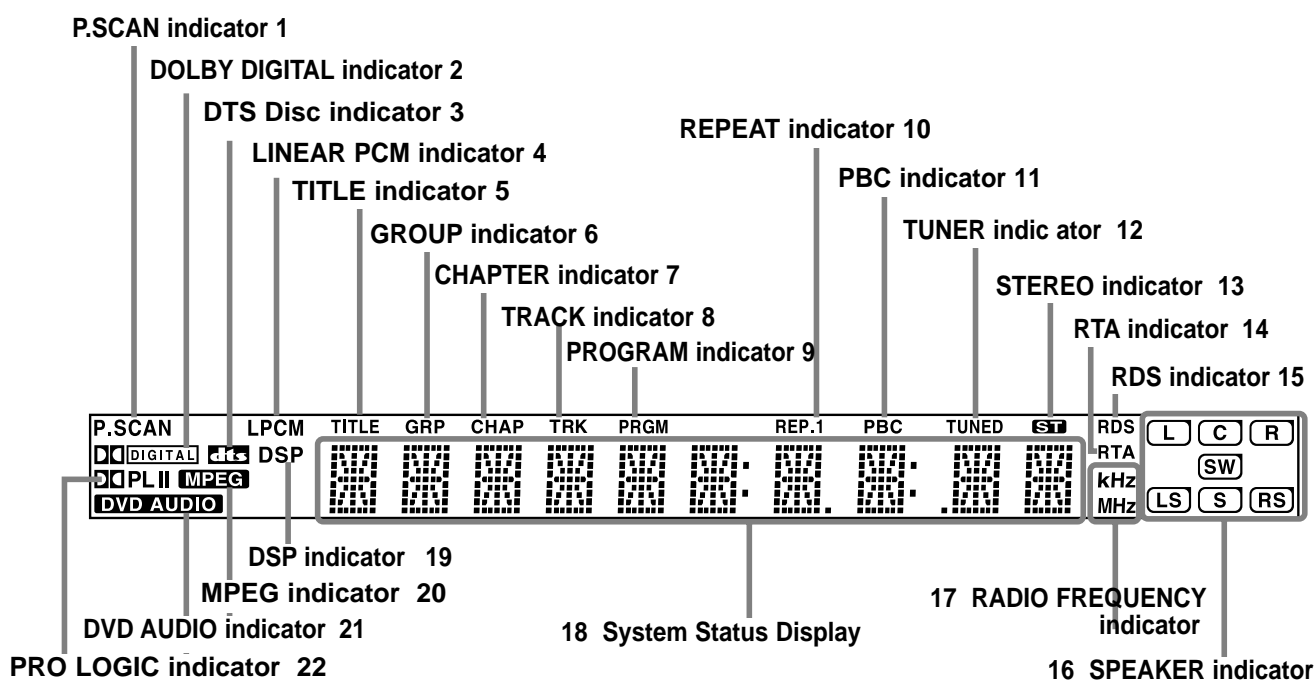 P.SCAN indicator 1
DOLBY DIGITAL indicator 2
DTS Disc indicator 3
REPEAT indicator 10
LINEAR PCM indicator 4
PBC indicator 11
TITLE indicator 5
TUNER indic ator 12
GROUP indicator 6
CHAPTER indicator 7
STEREO indicator 13
TRACK indicator 8
RTA indicator 14
PROGRAM indicator 9
RDS indicator 15
P.SCAN LPCM TITLE GRP CHAP TRK PRGM REP.1 PBC TUNED ST RDS
L C R
DIGITAL dts DSP RTA
SW
PL II MPEG kHz
DVD AUDIO MHz
LS S RS
DSP indicator 19
MPEG indicator 20
17 RADIO FREQUENCY
indicator
DVD AUDIO indicator 21
18 System Status Display
PRO LOGIC indicator 22
16 SPEAKER indicator